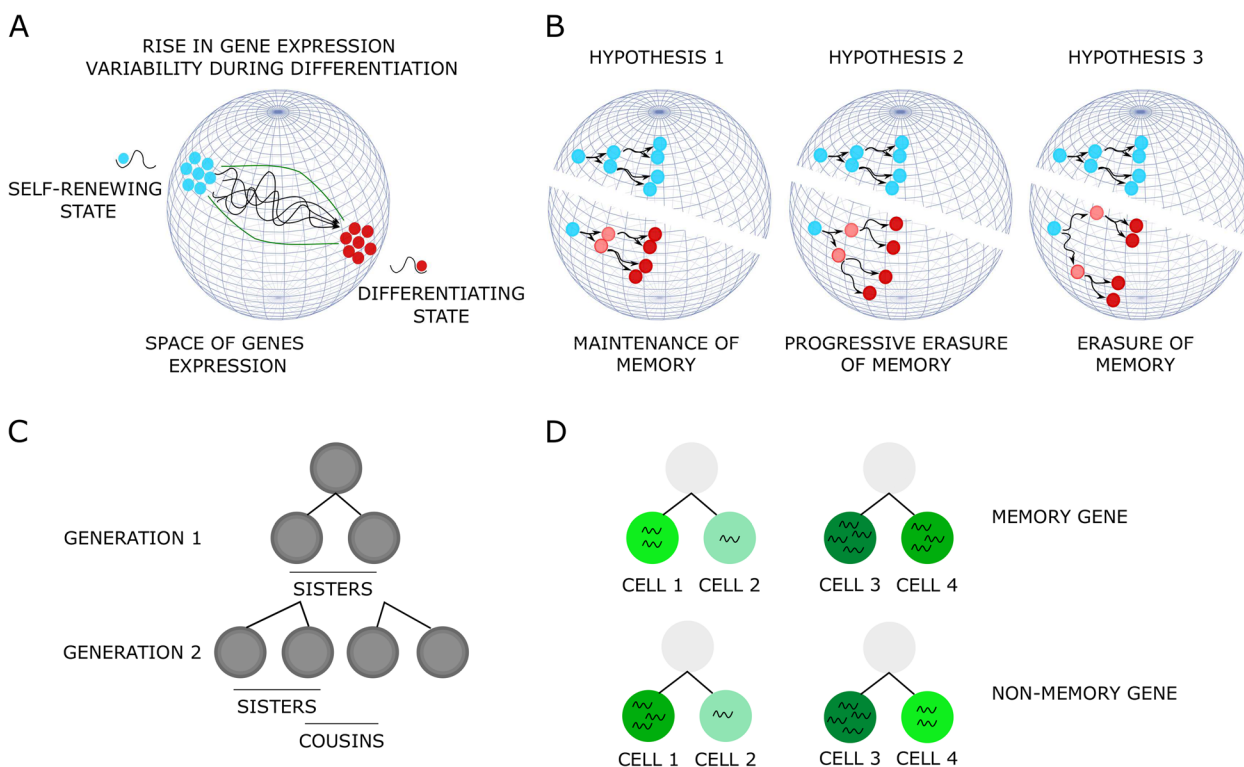 A
RISE IN GENE EXPRESSION
VARIABILITY DURING DIFFERENTIATION
SELF-RENEWING
STATE
DIFFERENTIATING
STATE
SPACE OF GENES
EXPRESSION
B
HYPOTHESIS 1
HYPOTHESIS 2
HYPOTHESIS 3
MAINTENANCE OF
MEMORY
PROGRESSIVE ERASURE
OF MEMORY
ERASURE OF
MEMORY
C
GENERATION 1
SISTERS
GENERATION 2
SISTERS
COUSINS
D
MEMORY GENE
CELL 1
CELL 2
CELL 3
CELL 4
NON-MEMORY GENE
CELL 1
CELL 2
CELL 3
CELL 4